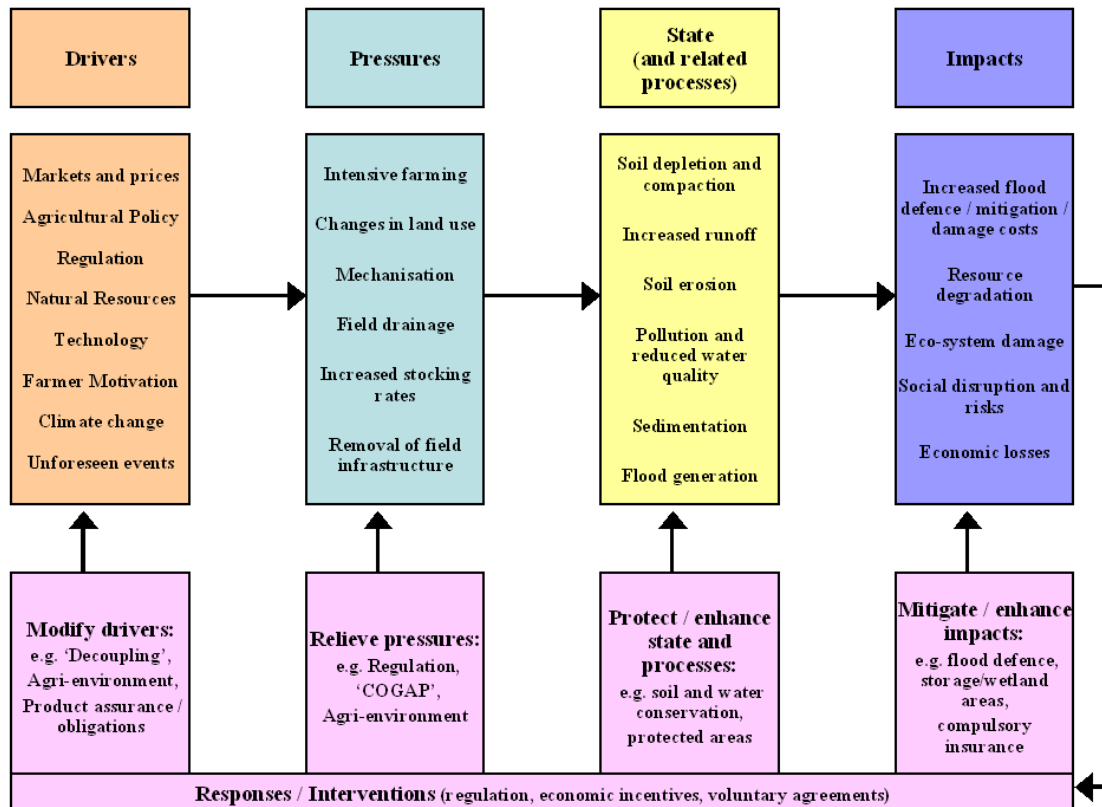 Drivers
Pressures
State
(and related
processes)
Impacts
Markets and prices
Agricultural Policy
Regulation
Natural Resources
Technology
Farmer Motivation
Climate change
Unforeseen events
Intensive farming
Changes in land use
Mechanisation
Field drainage
Increased stocking
rates
Removal of field
infrastructure
Soil depletion and
compaction
Increased runoff
Soil erosion
Pollution and
reduced water
quality
Sedimentation
Flood generation
Increased flood
defence / mitigation /
damage costs
Resource
degradation
Eco-system damage
Social disruption and
risks
Economic losses
Modify drivers:
e.g. ‘Decoupling’,
Agri-environment,
Product assurance /
obligations
Relieve pressures:
e.g. Regulation,
‘COGAP’,
Agri-environment
Protect / enhance
state and
processes:
e.g. soil and water
conservation,
protected areas
Mitigate / enhance
impacts:
e.g. flood defence,
storage/wetland
areas,
compulsory
insurance
Responses / Interventions (regulation, economic incentives, voluntary agreements)